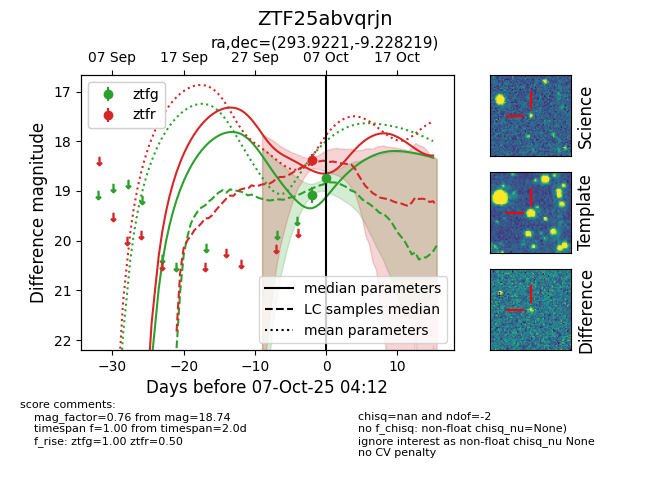 ZTF25abvqrjn
ra,dec=(293.9221,-9.228219)
07 Sep 17 Sep 27 Sep 07 Oct 17 Oct
17
18
19
20
21
22
Difference magnitude
ztfg
ztfr
median parameters
LC samples median
mean parameters
−30 −20 −10 0 10
Days before 07-Oct-25 04:12
Science
Template
Difference
score comments:
mag_factor=0.76 from mag=18.74
timespan f=1.00 from timespan=2.0d
f_rise: ztfg=1.00 ztfr=0.50
chisq=nan and ndof=-2
no f_chisq: non-float chisq_nu=None)
ignore interest as non-float chisq_nu None
no CV penalty